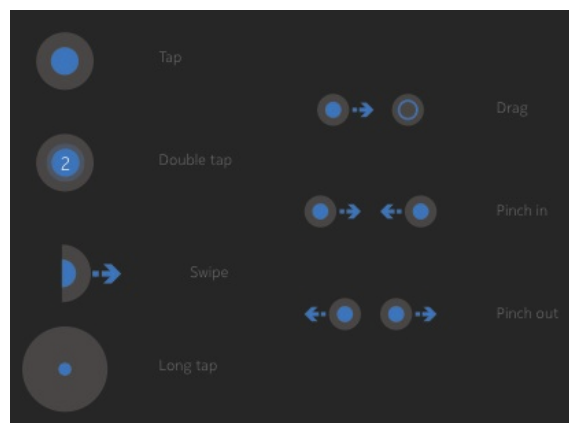 Tap
Drag
2
Double tap
Pinch in
Swipe
Pinch out
Long tap